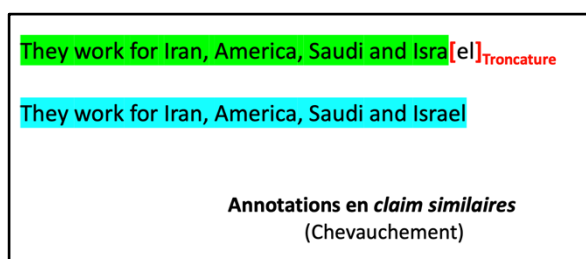 They work for Iran, America, Saudi and Isra[el]Troncature
They work for Iran, America, Saudi and Israel
Annotations en claim similaires
(Chevauchement)